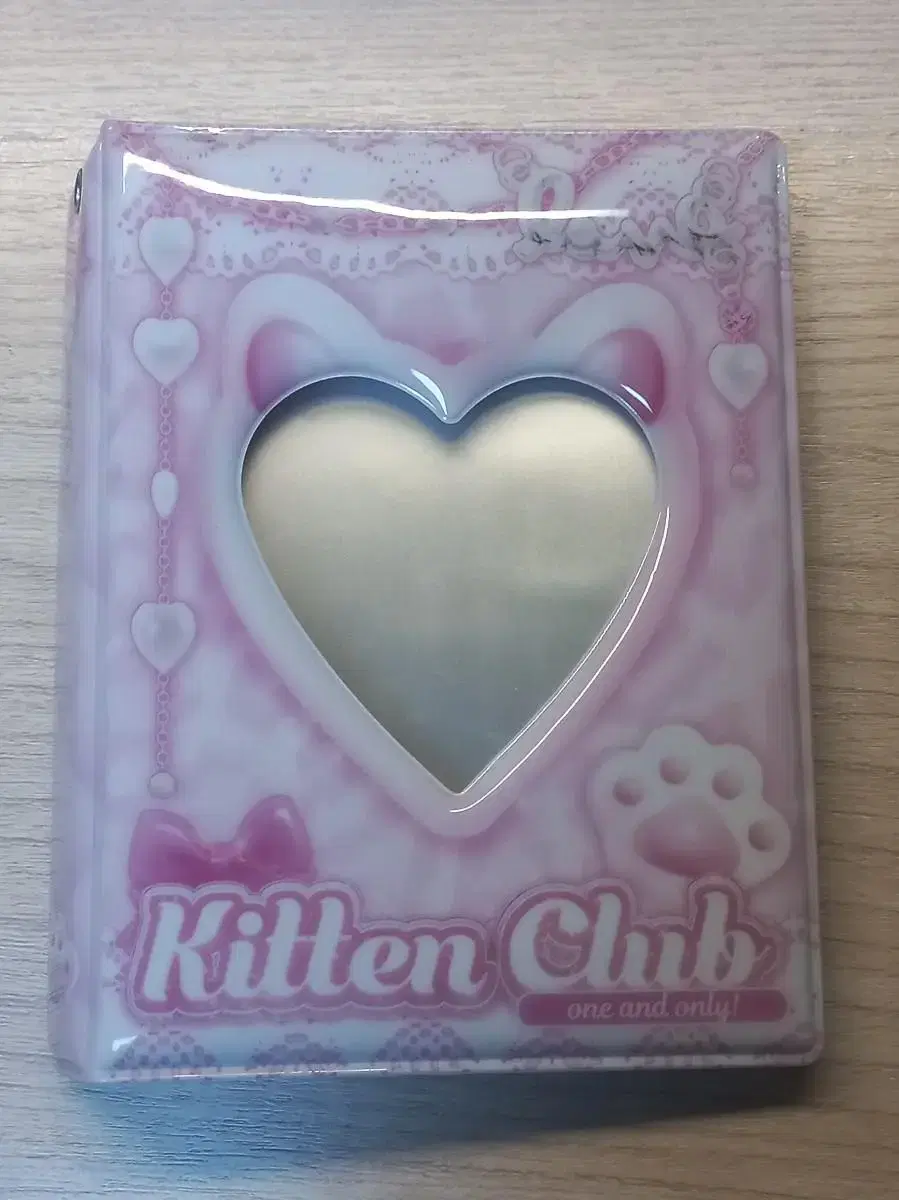 Kitten Club
one and only!